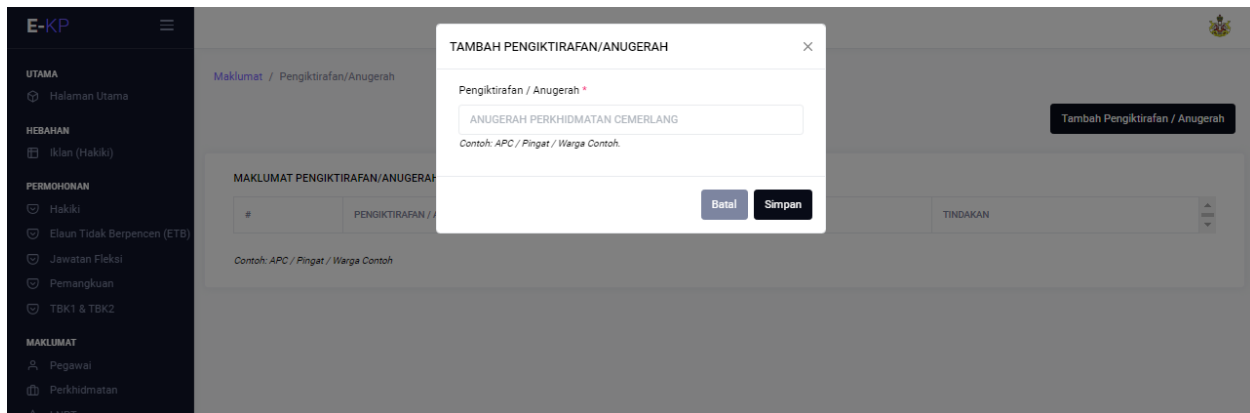 E-KP
UTAMA
Halaman Utama
HEBAHAN
Iklan (Hakiki)
PERMOHONAN
Hakiki
Elaun Tidak Berpencen (ETB)
Jawatan Fleksi
Pemangkuan
TBK1 & TBK2
MAKLUMAT
Pegawai
Perkhidmatan
Maklumat / Pengiktirafan/Anugerah
Tambah Pengiktirafan / Anugerah
MAKLUMAT PENGIKTIRAFAN/ANUGERAH
# PENGIKTIRAFAN / TINDAKAN
Contoh: APC / Pingat / Warga Contoh
TAMBAH PENGIKTIRAFAN/ANUGERAH
Pengiktirafan / Anugerah *
ANUGERAH PERKHIDMATAN CEMERLANG
Contoh: APC / Pingat / Warga Contoh.
Batal Simpan